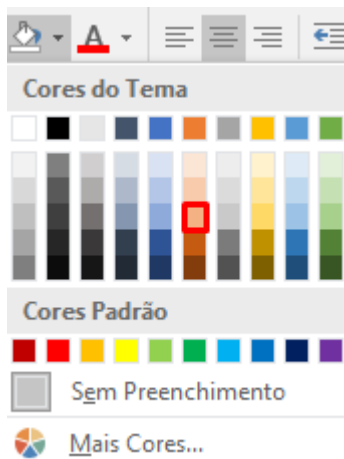 A
Cores do Tema
Cores Padrão
Sem Preenchimento
Mais Cores...